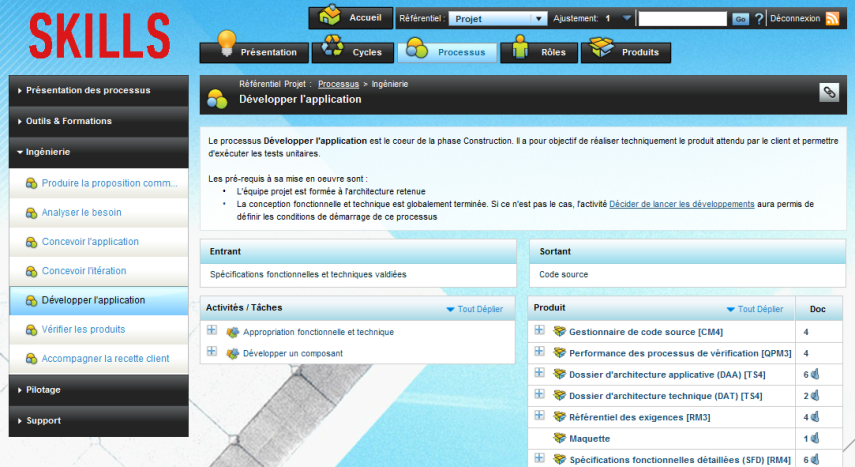 SKILLS
Accueil
Référentiel : Projet
Ajustement: 1
Go
?
Déconnexion
Présentation
Cycles
Processus
Rôles
Produits
Présentation des processus
Outils & Formations
Ingénierie
Produire la proposition comm...
Analyser le besoin
Concevoir l'application
Concevoir l'itération
Développer l'application
Vérifier les produits
Accompagner la recette client
Pilotage
Support
Référentiel Projet : Processus > Ingénierie
Développer l'application
Le processus Développer l'application est le coeur de la phase Construction. Il a pour objectif de réaliser techniquement le produit attendu par le client et permettre
d'exécuter les tests unitaires.
Les pré-requis à sa mise en oeuvre sont :
• L'équipe projet est formée à l'architecture retenue
• La conception fonctionnelle et technique est globalement terminée. Si ce n'est pas le cas, l'activité Décider de lancer les développements aura permis de
définir les conditions de démarrage de ce processus
Entrant
Spécifications fonctionnelles et techniques valdiées
Sortant
Code source
Activités / Tâches
Tout Déplier
Appropriation fonctionnelle et technique
Développer un composant
Produit
Tout Déplier
Doc
Gestionnaire de code source [CM4] 4
Performance des processus de vérification [QPM3] 4
Dossier d'architecture applicative (DAA) [TS4] 6
Dossier d'architecture technique (DAT) [TS4] 2
Référentiel des exigences [RM3] 4
Maquette 1
Spécifications fonctionnelles détaillées (SFD) [RM4] 6